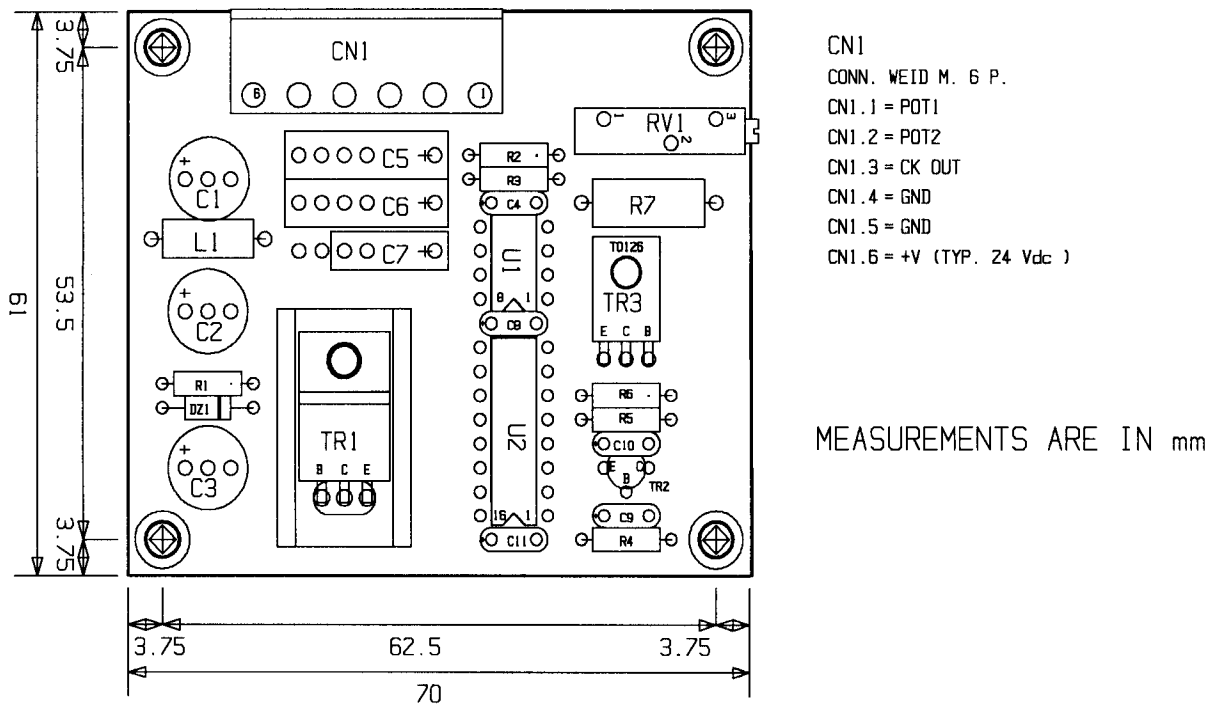 CN1
6
1
3.75
53.5
61
3.75
+
C1
L1
+
C2
R1
DZ1
+
C3
C5 +
C6 +
C7 +
TR1
B C E
R2
R3
C4
U1
8 1
C8
U2
16 1
C11
1 RV1 3
2
R7
TO126
TR3
E C B
R6
R5
C10
E C
B
TR2
C9
R4
3.75 62.5 3.75
70
CN1
CONN. WEID M. 6 P.
CN1.1 = POT1
CN1.2 = POT2
CN1.3 = CK OUT
CN1.4 = GND
CN1.5 = GND
CN1.6 = +V (TYP. 24 Vdc )
MEASUREMENTS ARE IN mm